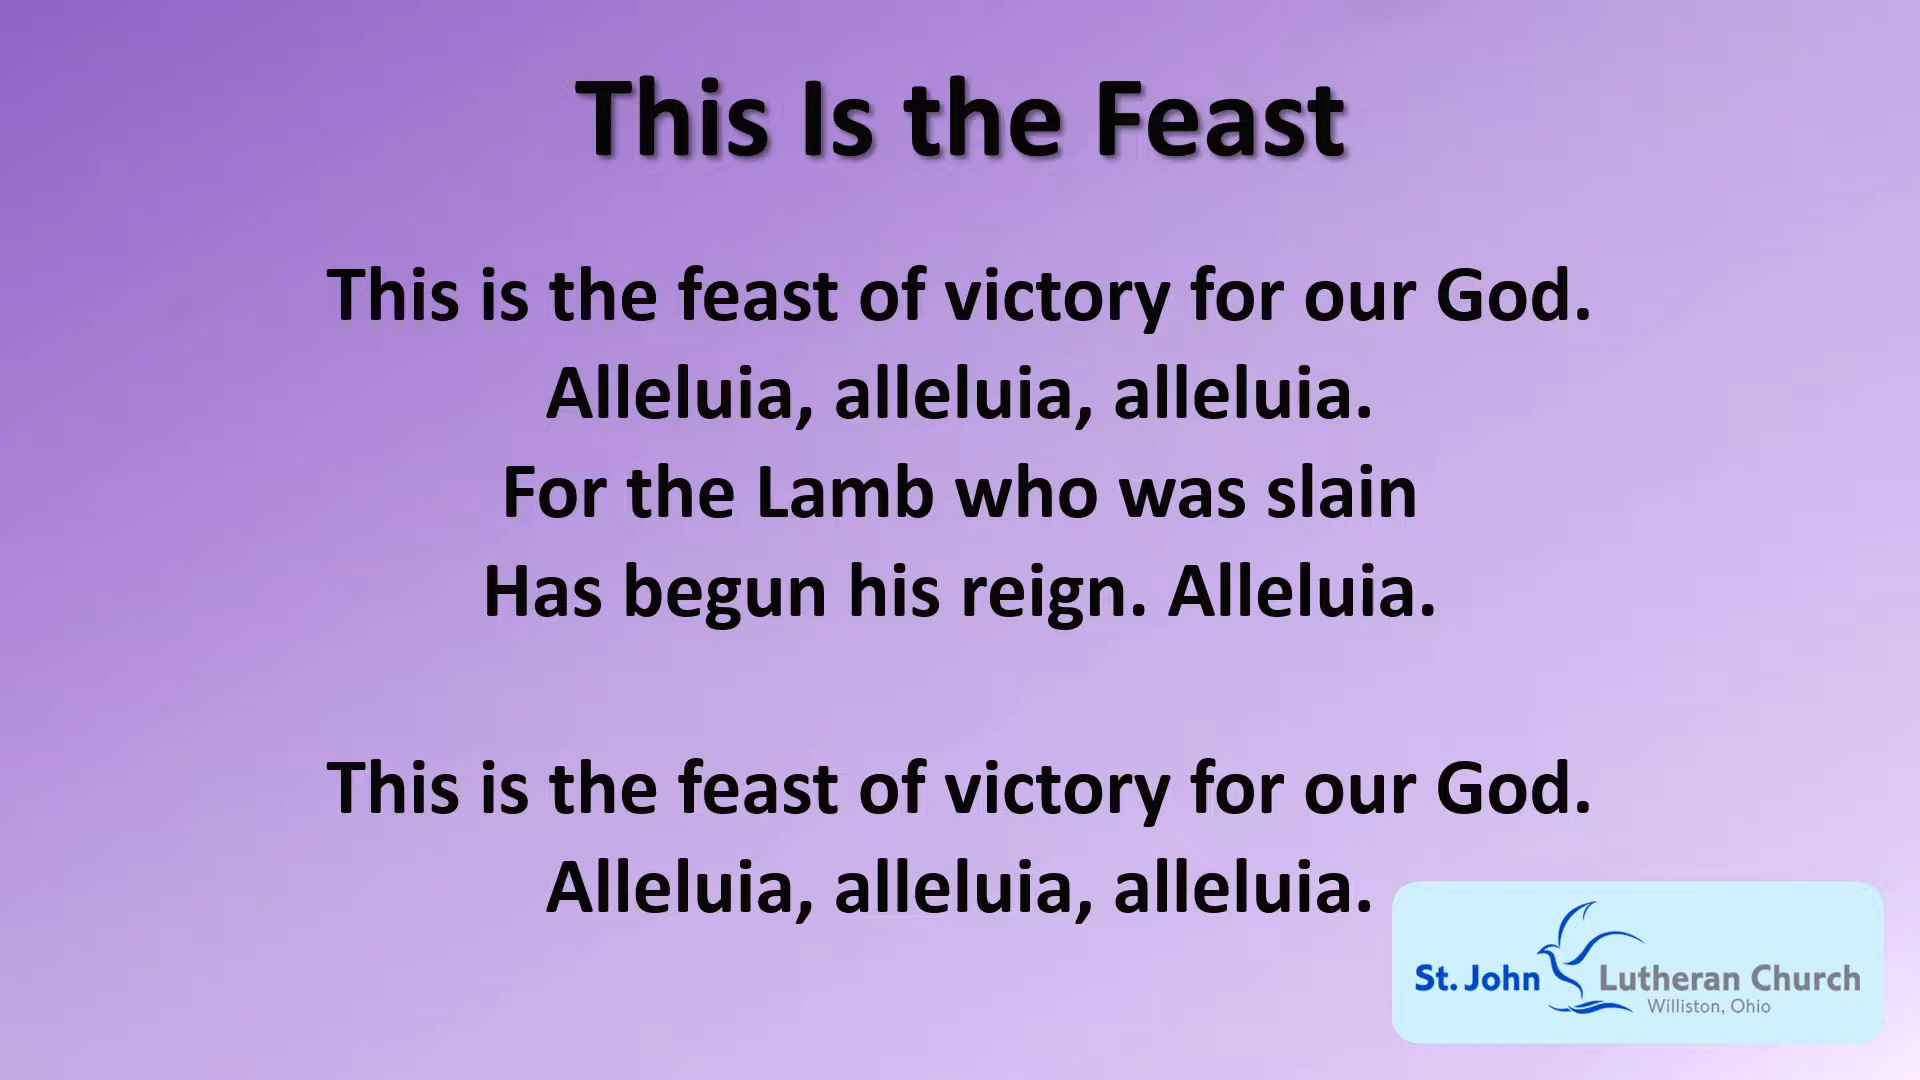 This Is the Feast
This is the feast of victory for our God.
Alleluia, alleluia, alleluia.
For the Lamb who was slain
Has begun his reign. Alleluia.
This is the feast of victory for our God.
Alleluia, alleluia, alleluia.
St. John Lutheran Church
Williston, Ohio